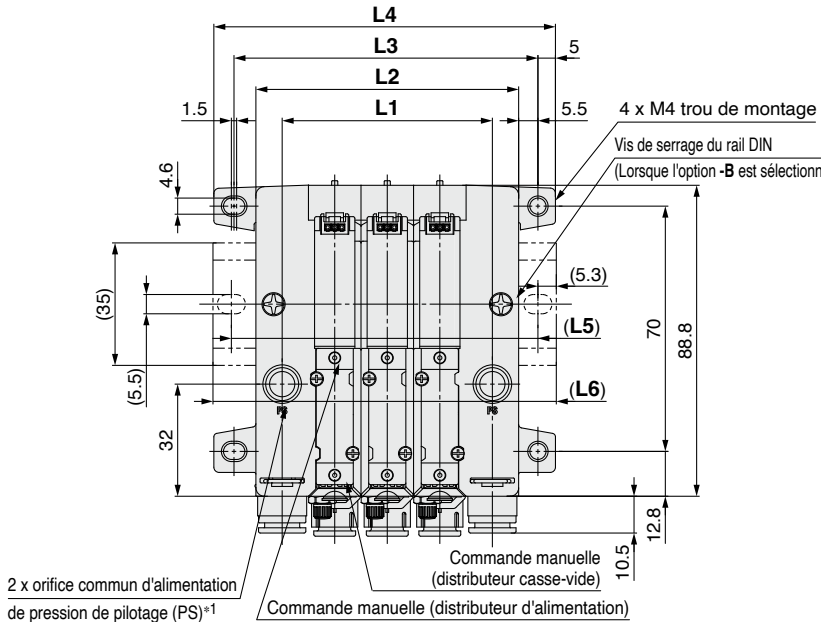 L4
L3
5
L2
1.5
L1
5.5
4 x M4 trou de montage
Vis de serrage du rail DIN
(Lorsque l'option -B est sélectionn
4.6
(5.3)
(35)
(L5)
70
88.8
(5.5)
(L6)
PS
PS
32
12.8
10.5
Commande manuelle
(distributeur casse-vide)
2 x orifice commun d'alimentation
de pression de pilotage (PS)*1
Commande manuelle (distributeur d'alimentation)